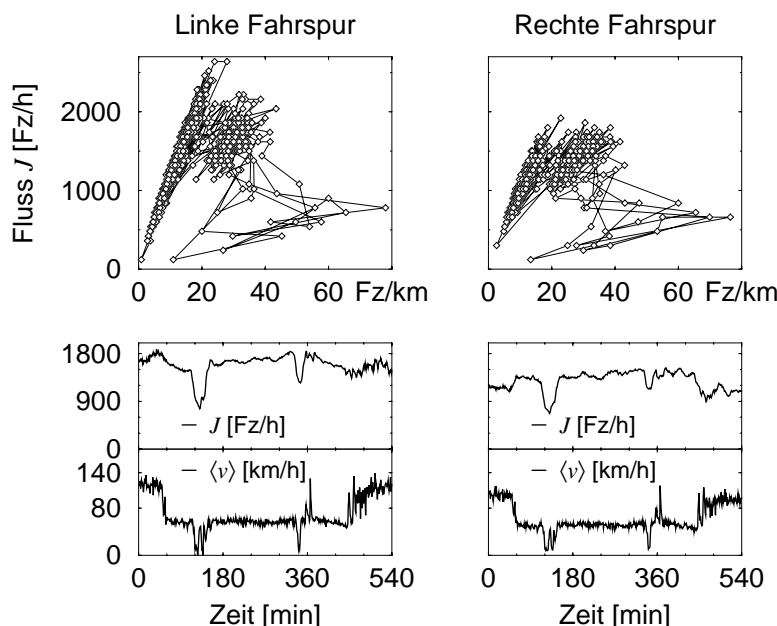 Linke Fahrspur
Rechte Fahrspur
Fluss J [Fz/h]
2000
1000
0
0 20 40 60 Fz/km
0 20 40 60 Fz/km
1800
900
0
J [Fz/h]
J [Fz/h]
140
80
0
⟨v⟩ [km/h]
⟨v⟩ [km/h]
0 180 360 540
0 180 360 540
Zeit [min]
Zeit [min]